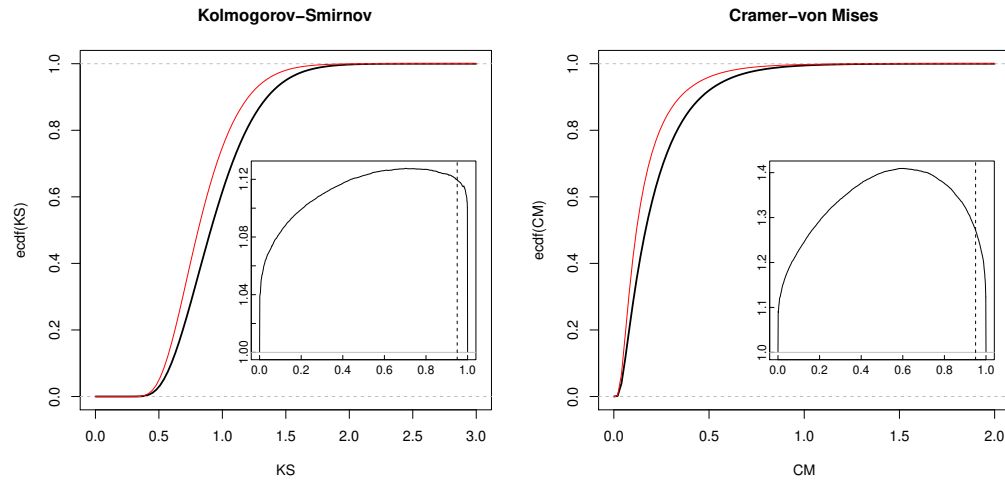 Kolmogorov−Smirnov
ecdf(KS)
1.0
0.8
0.6
0.4
0.2
0.0
1.12
1.08
1.04
1.00
0.0 0.2 0.4 0.6 0.8 1.0
0.0 0.5 1.0 1.5 2.0 2.5 3.0
KS
Cramer−von Mises
ecdf(CM)
1.0
0.8
0.6
0.4
0.2
0.0
1.4
1.3
1.2
1.1
1.0
0.0 0.2 0.4 0.6 0.8 1.0
0.0 0.5 1.0 1.5 2.0
CM